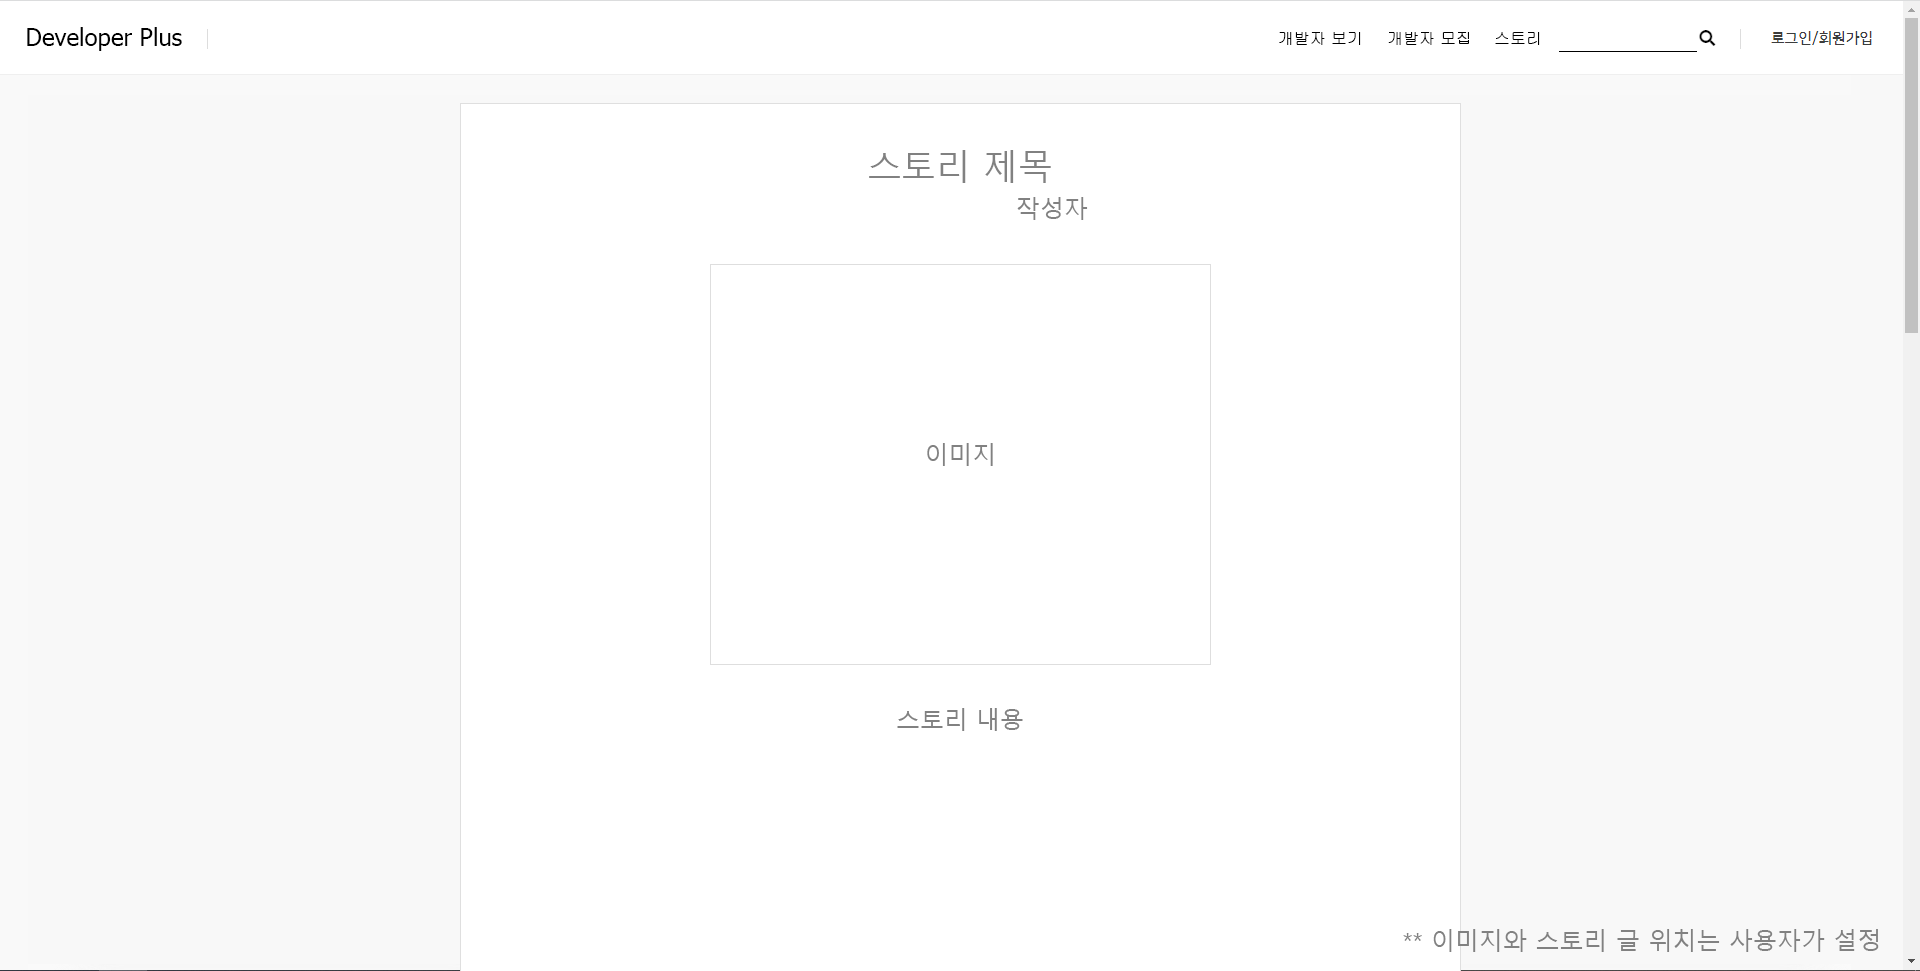 Developer Plus
개발자 보기 개발자 모집 스토리 로그인/회원가입
스토리 제목
작성자
이미지
스토리 내용
** 이미지와 스토리 글 위치는 사용자가 설정